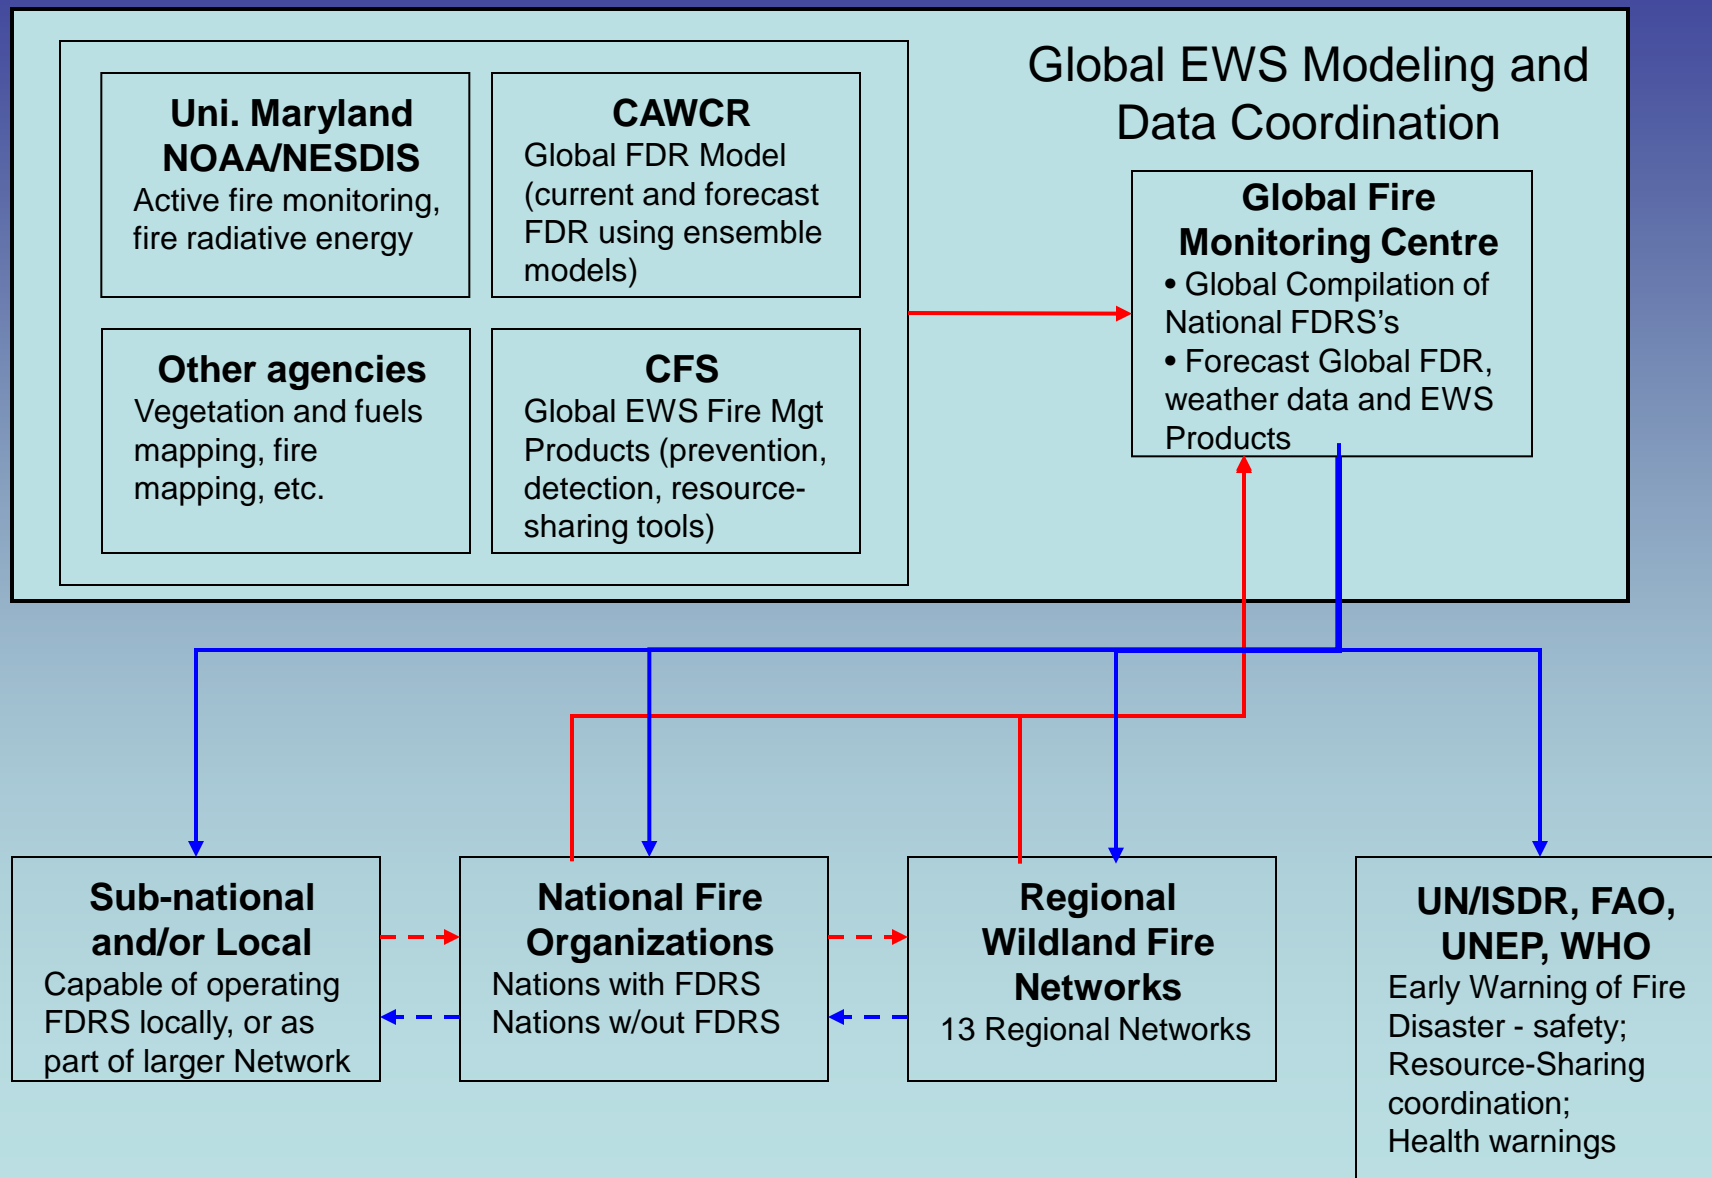 Global EWS Modeling and
Data Coordination
Uni. Maryland
NOAA/NESDIS
Active fire monitoring,
fire radiative energy
CAWCR
Global FDR Model
(current and forecast
FDR using ensemble
models)
Other agencies
Vegetation and fuels
mapping, fire
mapping, etc.
CFS
Global EWS Fire Mgt
Products (prevention,
detection, resource-
sharing tools)
Global Fire
Monitoring Centre
• Global Compilation of
National FDRS’s
• Forecast Global FDR,
weather data and EWS
Products
Sub-national
and/or Local
Capable of operating
FDRS locally, or as
part of larger Network
National Fire
Organizations
Nations with FDRS
Nations w/out FDRS
Regional
Wildland Fire
Networks
13 Regional Networks
UN/ISDR, FAO,
UNEP, WHO
Early Warning of Fire
Disaster - safety;
Resource-Sharing
coordination;
Health warnings